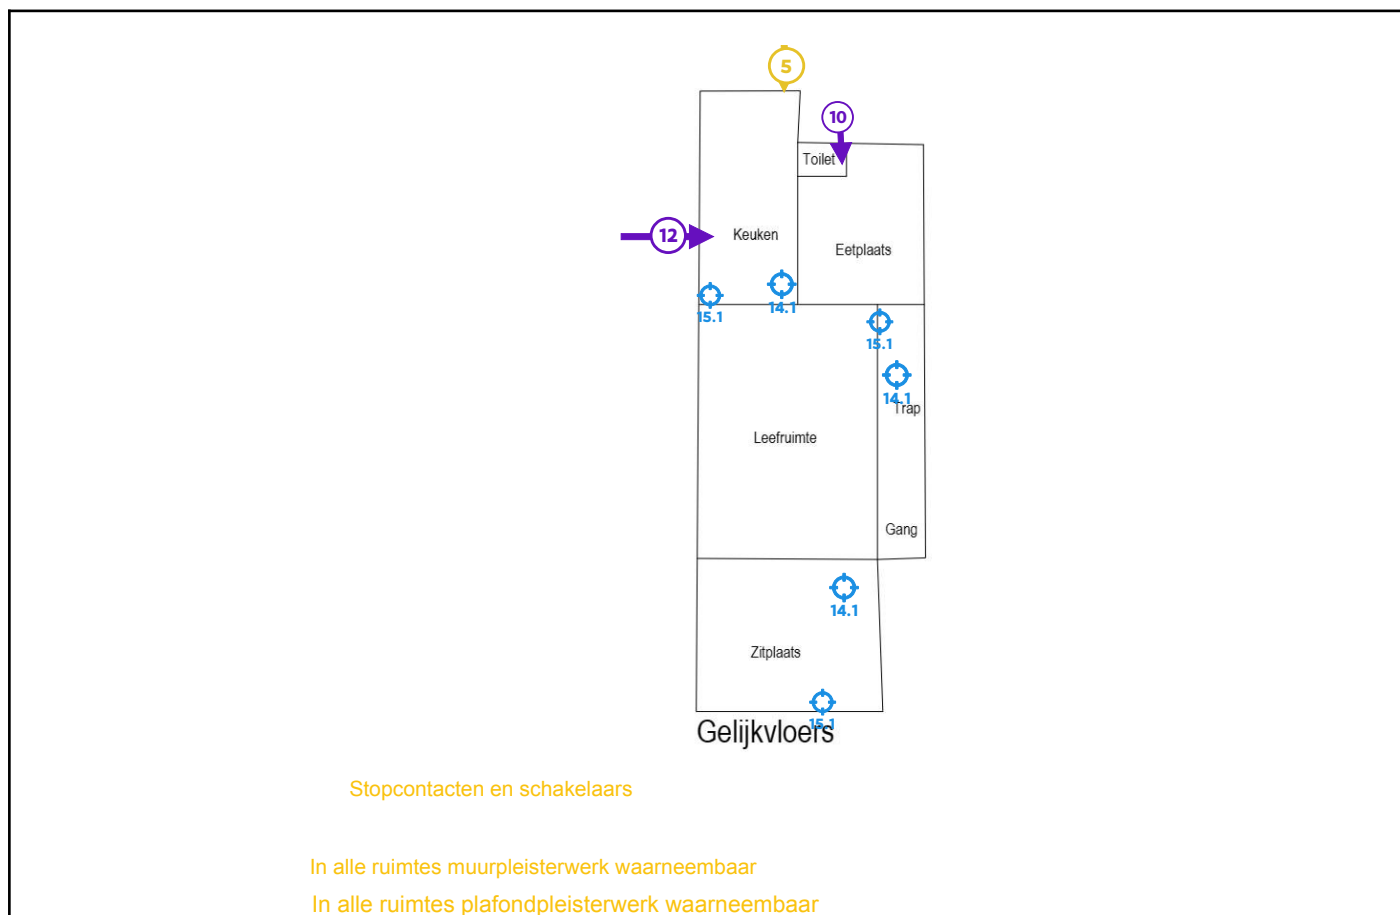 5
10
Toilet
12
Keuken
Eetplaats
15.1
14.1
15.1
14.1
Trap
Leefruimte
Gang
14.1
Zitplaats
15.1
Gelijkvloers
Stopcontacten en schakelaars
In alle ruimtes muurpleisterwerk waarneembaar
In alle ruimtes plafondpleisterwerk waarneembaar